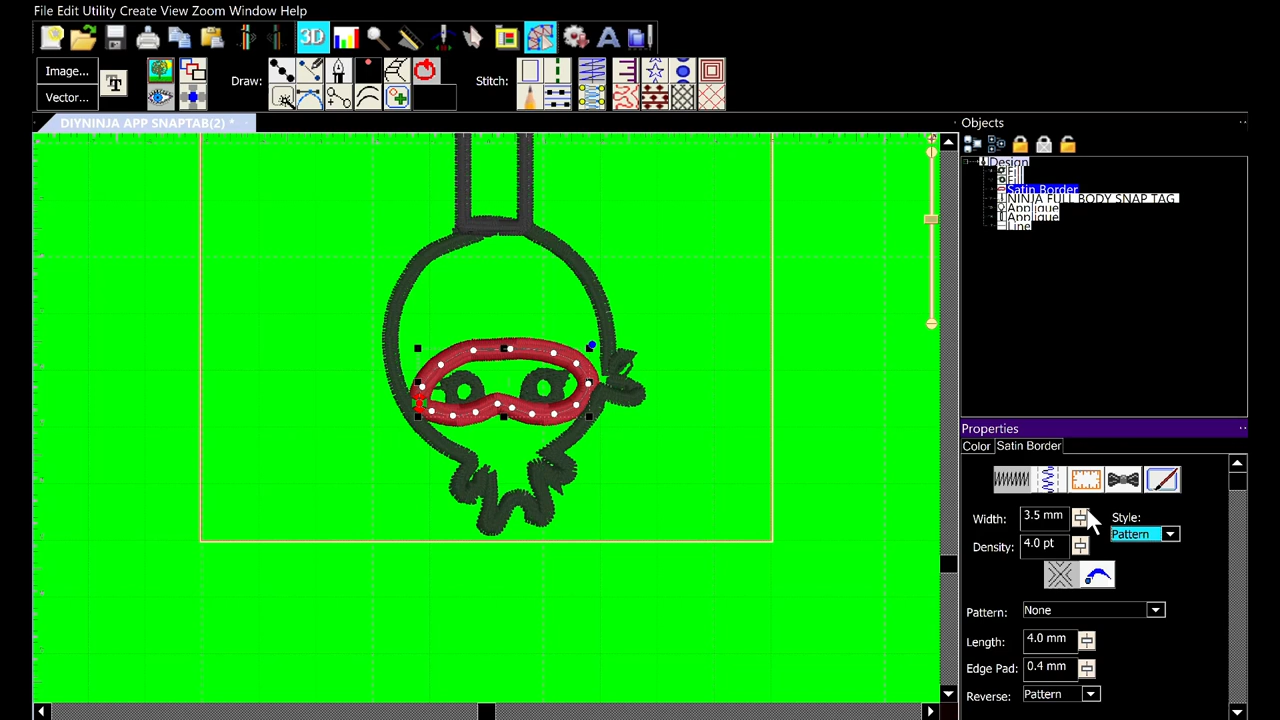 File Edit Utility Create View Zoom Window Help
3D
Image...
Vector...
Draw:
Stitch:
DIYNINJA APP SNAPTAB(2) *
Objects
Design
Fill
Fill
Satin Border
NINJA FULL BODY SNAP TAG
Applique
Applique
Line
Properties
Color Satin Border
Width: 3.5 mm Style:
Pattern
Density: 4.0 pt
Pattern: None
Length: 4.0 mm
Edge Pad: 0.4 mm
Reverse: Pattern